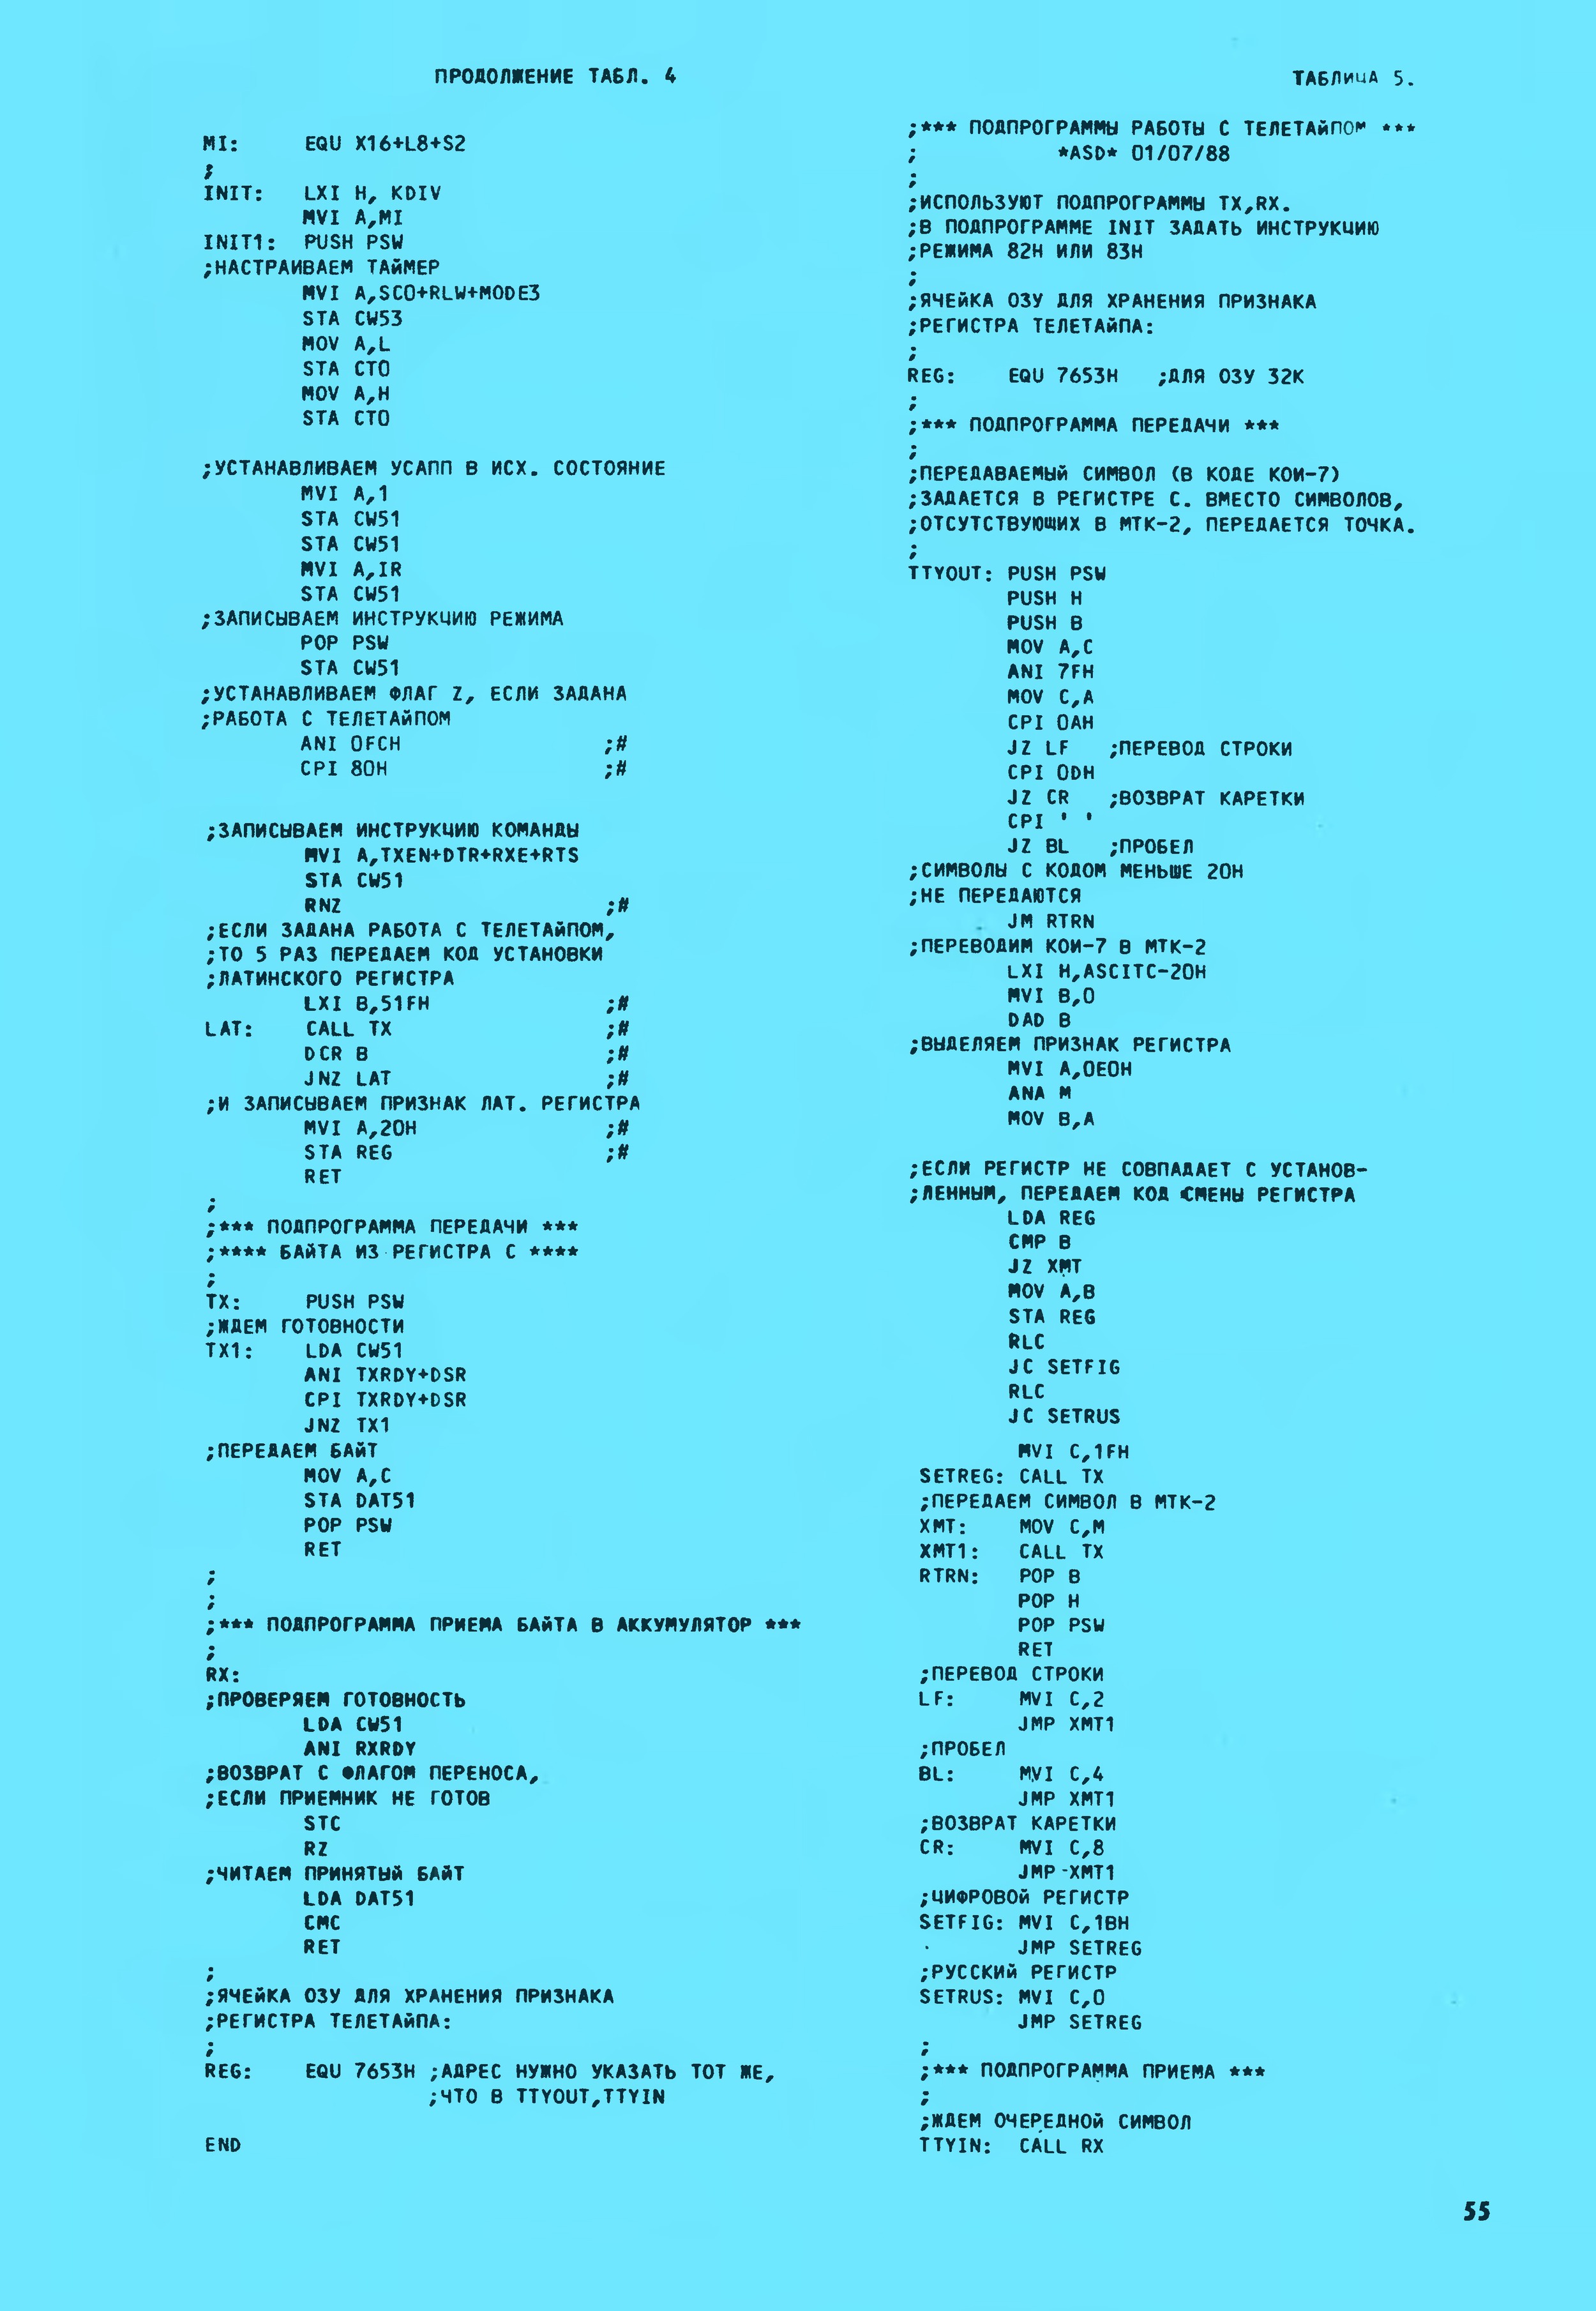 ПРОДОЛЖЕНИЕ ТАБЛ. 4
MI:     EQU X16+L8+S2
;
INIT:   LXI H, KDIV
        MVI A,MI
INIT1:  PUSH PSW
;НАСТРАИВАЕМ ТАЙМЕР
        MVI A,SC0+RLW+MODE3
        STA CW53
        MOV A,L
        STA CT0
        MOV A,H
        STA CT0
;УСТАНАВЛИВАЕМ УСАПП В ИСХ. СОСТОЯНИЕ
        MVI A,1
        STA CW51
        STA CW51
        MVI A,IR
        STA CW51
;ЗАПИСЫВАЕМ ИНСТРУКЦИЮ РЕЖИМА
        POP PSW
        STA CW51
;УСТАНАВЛИВАЕМ ФЛАГ Z, ЕСЛИ ЗАДАНА
;РАБОТА С ТЕЛЕТАЙПОМ
        ANI 0FCH                ;#
        CPI 80H                 ;#
;ЗАПИСЫВАЕМ ИНСТРУКЦИЮ КОМАНДЫ
        MVI A,TXEN+DTR+RXE+RTS
        STA CW51
        RNZ                     ;#
;ЕСЛИ ЗАДАНА РАБОТА С ТЕЛЕТАЙПОМ,
;ТО 5 РАЗ ПЕРЕДАЕМ КОД УСТАНОВКИ
;ЛАТИНСКОГО РЕГИСТРА
        LXI B,51FH              ;#
LAT:    CALL TX                 ;#
        DCR B                   ;#
        JNZ LAT                 ;#
;И ЗАПИСЫВАЕМ ПРИЗНАК ЛАТ. РЕГИСТРА
        MVI A,20H               ;#
        STA REG                 ;#
        RET
;
;*** ПОДПРОГРАММА ПЕРЕДАЧИ ***
;**** БАЙТА ИЗ РЕГИСТРА С ****
;
TX:     PUSH PSW
;ЖДЕМ ГОТОВНОСТИ
TX1:    LDA CW51
        ANI TXRDY+DSR
        CPI TXRDY+DSR
        JNZ TX1
;ПЕРЕДАЕМ БАЙТ
        MOV A,C
        STA DAT51
        POP PSW
        RET
;
;
;*** ПОДПРОГРАММА ПРИЕМА БАЙТА В АККУМУЛЯТОР ***
;
RX:
;ПРОВЕРЯЕМ ГОТОВНОСТЬ
        LDA CW51
        ANI RXRDY
;ВОЗВРАТ С ФЛАГОМ ПЕРЕНОСА,
;ЕСЛИ ПРИЕМНИК НЕ ГОТОВ
        STC
        RZ
;ЧИТАЕМ ПРИНЯТЫЙ БАЙТ
        LDA DAT51
        CMC
        RET
;
;ЯЧЕЙКА ОЗУ ДЛЯ ХРАНЕНИЯ ПРИЗНАКА
;РЕГИСТРА ТЕЛЕТАЙПА:
;
REG:    EQU 7653H ;АДРЕС НУЖНО УКАЗАТЬ ТОТ ЖЕ,
                  ;ЧТО В TTYOUT,TTYIN
END
ТАБЛИЦА 5.
;*** ПОДПРОГРАММЫ РАБОТЫ С ТЕЛЕТАЙПОМ ***
;           *ASD* 01/07/88
;
;ИСПОЛЬЗУЮТ ПОДПРОГРАММЫ TX,RX.
;В ПОДПРОГРАММЕ INIT ЗАДАТЬ ИНСТРУКЦИЮ
;РЕЖИМА 82H ИЛИ 83H
;
;ЯЧЕЙКА ОЗУ ДЛЯ ХРАНЕНИЯ ПРИЗНАКА
;РЕГИСТРА ТЕЛЕТАЙПА:
;
REG:    EQU 7653H   ;ДЛЯ ОЗУ 32К
;
;*** ПОДПРОГРАММА ПЕРЕДАЧИ ***
;
;ПЕРЕДАВАЕМЫЙ СИМВОЛ (В КОДЕ КОИ-7)
;ЗАДАЕТСЯ В РЕГИСТРЕ С. ВМЕСТО СИМВОЛОВ,
;ОТСУТСТВУЮЩИХ В МТК-2, ПЕРЕДАЕТСЯ ТОЧКА.
;
TTYOUT: PUSH PSW
        PUSH H
        PUSH B
        MOV A,C
        ANI 7FH
        MOV C,A
        CPI 0AH
        JZ LF   ;ПЕРЕВОД СТРОКИ
        CPI 0DH
        JZ CR   ;ВОЗВРАТ КАРЕТКИ
        CPI ' '
        JZ BL   ;ПРОБЕЛ
;СИМВОЛЫ С КОДОМ МЕНЬШЕ 20H
;НЕ ПЕРЕДАЮТСЯ
        JM RTRN
;ПЕРЕВОДИМ КОИ-7 В МТК-2
        LXI H,ASCITC-20H
        MVI B,0
        DAD B
;ВЫДЕЛЯЕМ ПРИЗНАК РЕГИСТРА
        MVI A,0E0H
        ANA M
        MOV B,A
;ЕСЛИ РЕГИСТР НЕ СОВПАДАЕТ С УСТАНОВ-
;ЛЕННЫМ, ПЕРЕДАЕМ КОД СМЕНЫ РЕГИСТРА
        LDA REG
        CMP B
        JZ XMT
        MOV A,B
        STA REG
        RLC
        JC SETFIG
        RLC
        JC SETRUS
        MVI C,1FH
SETREG: CALL TX
;ПЕРЕДАЕМ СИМВОЛ В МТК-2
XMT:    MOV C,M
XMT1:   CALL TX
RTRN:   POP B
        POP H
        POP PSW
        RET
;ПЕРЕВОД СТРОКИ
LF:     MVI C,2
        JMP XMT1
;ПРОБЕЛ
BL:     MVI C,4
        JMP XMT1
;ВОЗВРАТ КАРЕТКИ
CR:     MVI C,8
        JMP XMT1
;ЦИФРОВОЙ РЕГИСТР
SETFIG: MVI C,1BH
        JMP SETREG
;РУССКИЙ РЕГИСТР
SETRUS: MVI C,0
        JMP SETREG
;
;*** ПОДПРОГРАММА ПРИЕМА ***
;
;ЖДЕМ ОЧЕРЕДНОЙ СИМВОЛ
TTYIN:  CALL RX
55